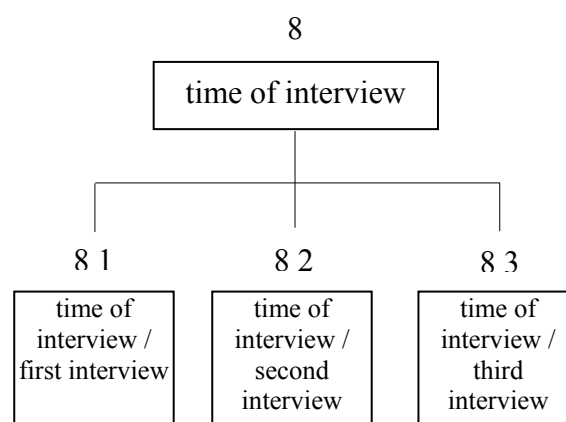 8
time of interview
8 1
8 2
8 3
time of
interview /
first interview
time of
interview /
second
interview
time of
interview /
third
interview